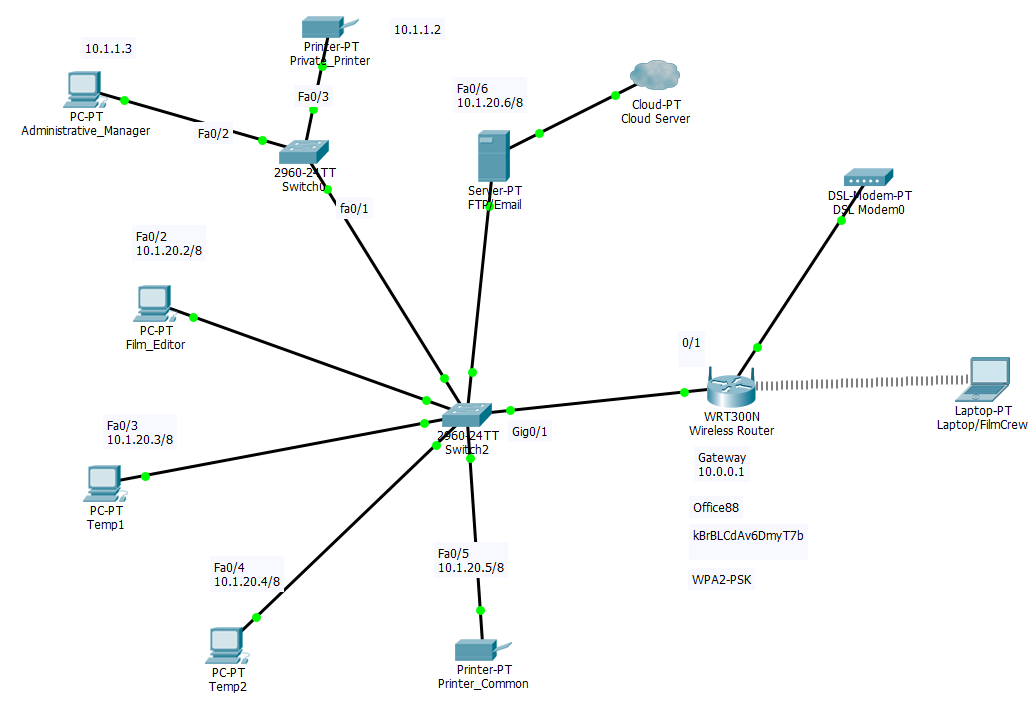 10.1.1.3
PC-PT
Administrative_Manager
Printer-PT
Private_Printer
10.1.1.2
Fa0/3
Fa0/2
2960-24TT
Switch0
fa0/1
Fa0/6
10.1.20.6/8
Cloud-PT
Cloud Server
Server-PT
FTP/Email
DSL-Modem-PT
DSL Modem0
Fa0/2
10.1.20.2/8
PC-PT
Film_Editor
0/1
WRT300N
Wireless Router
Laptop-PT
Laptop/FilmCrew
2960-24TT
Switch2
Gig0/1
Fa0/3
10.1.20.3/8
PC-PT
Temp1
Gateway
10.0.0.1
Office88
kBrBLCdAv6DmyT7b
WPA2-PSK
Fa0/4
10.1.20.4/8
PC-PT
Temp2
Fa0/5
10.1.20.5/8
Printer-PT
Printer_Common